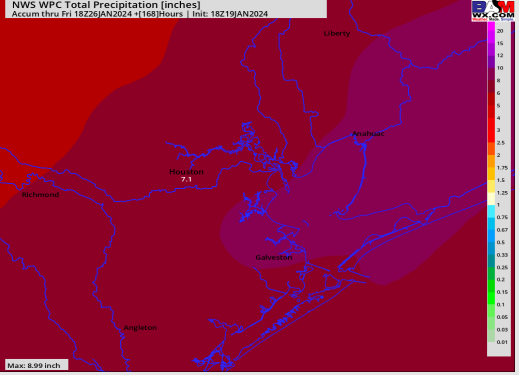 NWS WPC Total Precipitation [inches]
Accum thru Fri 18Z26JAN2024 +[168]Hours | Init: 18Z19JAN2024
BAM
WX.COM
Liberty
Anahuac
Houston
7.1
Richmond
Galveston
Angleton
20
15
12
10
8
6
5
4
3
2.5
2
1.75
1.5
1.25
1
0.75
0.67
0.5
0.33
0.25
0.2
0.15
0.1
0.05
0.03
0.01
Max: 8.99 inch